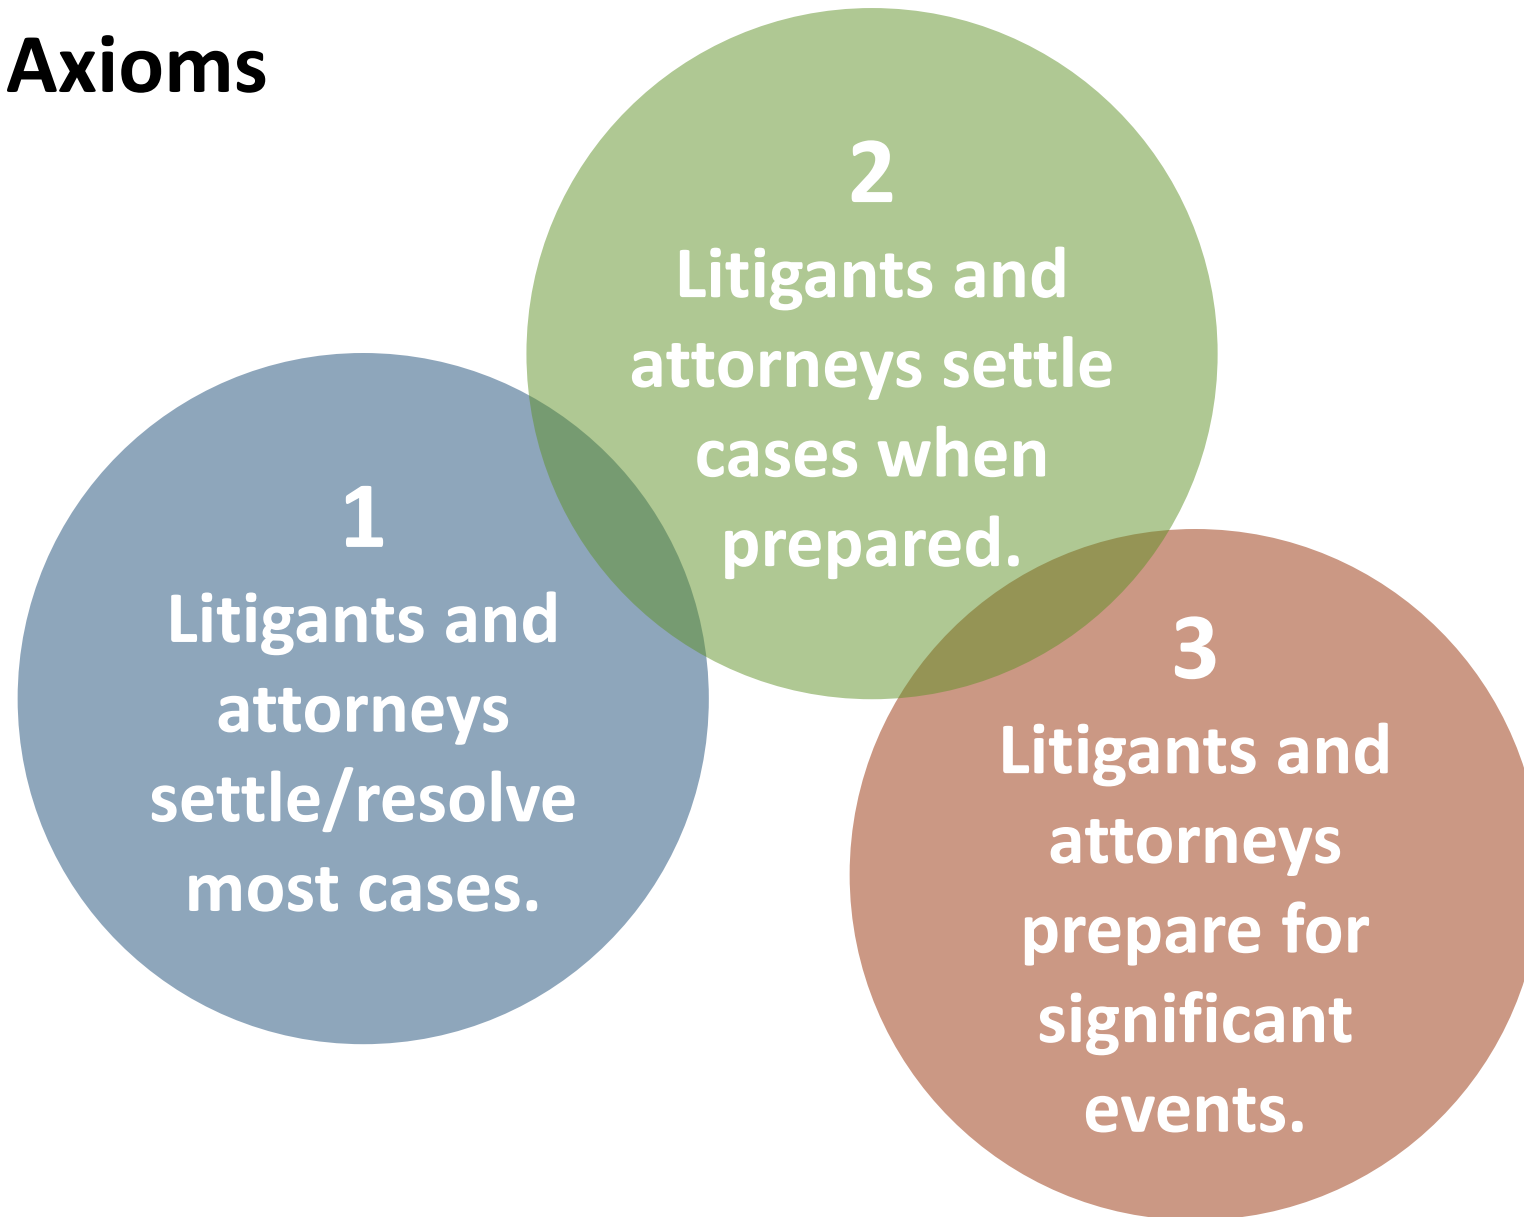 Axioms
1
Litigants and
attorneys
settle/resolve
most cases.
2
Litigants and
attorneys settle
cases when
prepared.
3
Litigants and
attorneys
prepare for
significant
events.